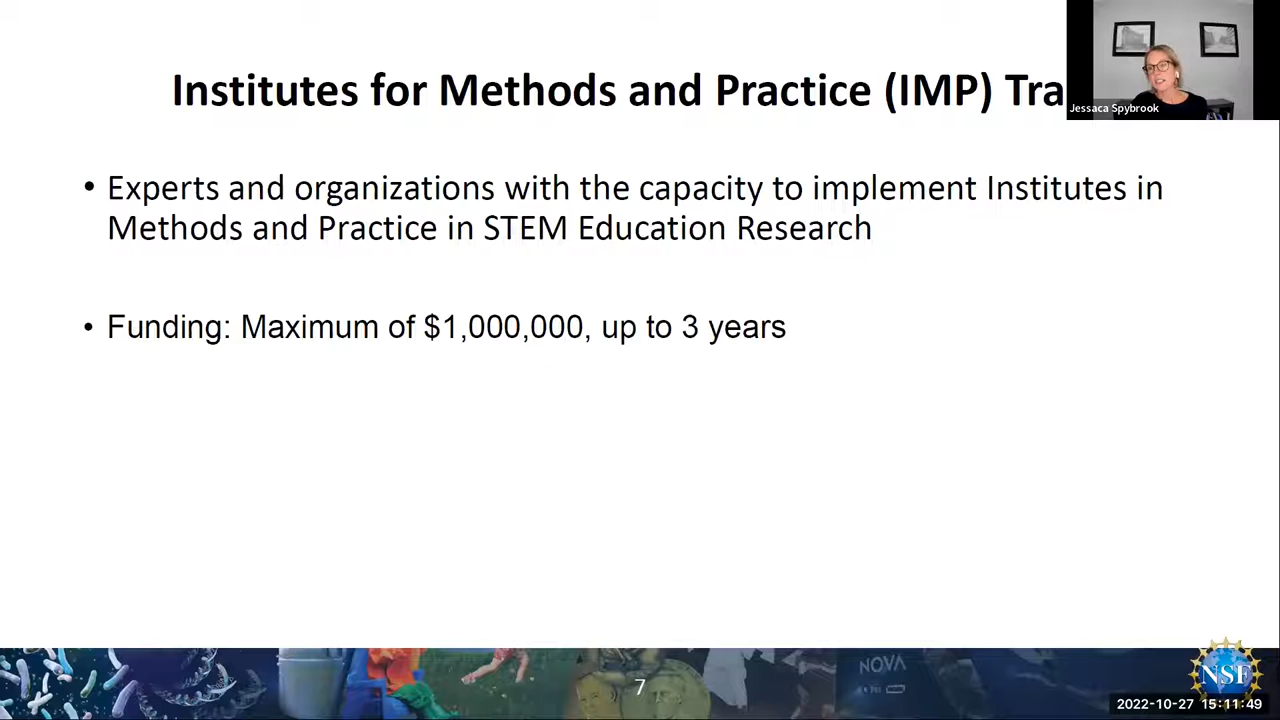 Institutes for Methods and Practice (IMP) Tra
Jessaca Spybrook
• Experts and organizations with the capacity to implement Institutes in
Methods and Practice in STEM Education Research
• Funding: Maximum of $1,000,000, up to 3 years
NOVA
7
NSF
2022-10-27 15:11:49